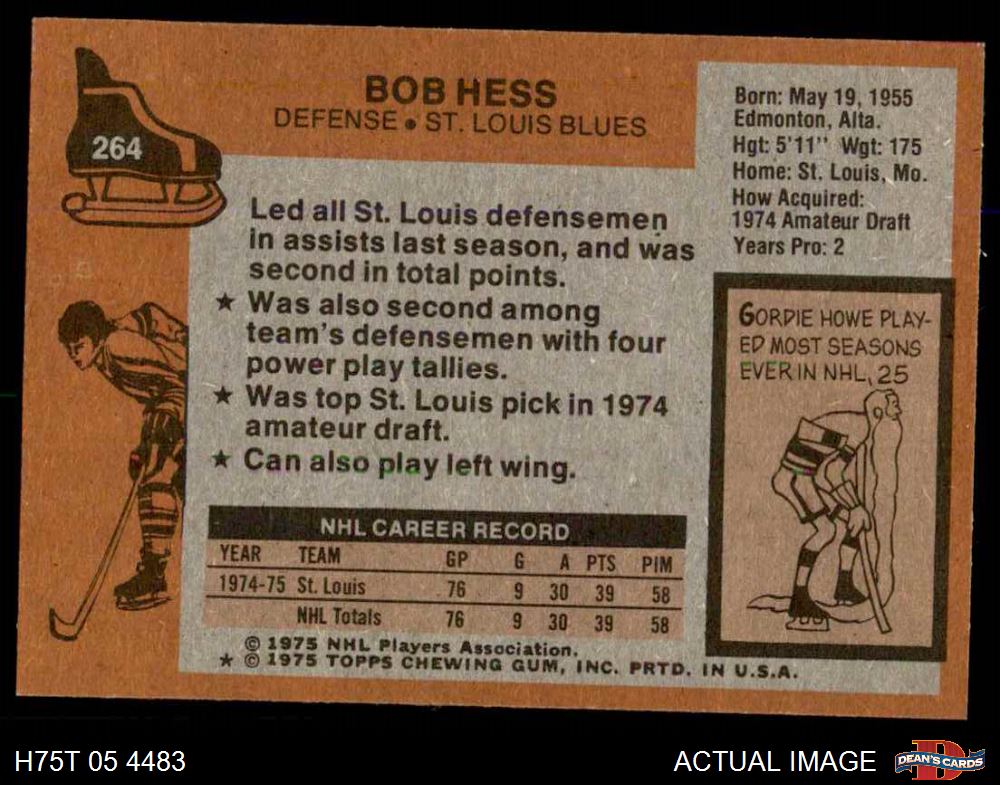 264
BOB HESS
DEFENSE • ST. LOUIS BLUES
Born: May 19, 1955
Edmonton, Alta.
Hgt: 5'11" Wgt: 175
Home: St. Louis, Mo.
How Acquired:
1974 Amateur Draft
Years Pro: 2
Led all St. Louis defensemen
in assists last season, and was
second in total points.
★ Was also second among
team's defensemen with four
power play tallies.
★ Was top St. Louis pick in 1974
amateur draft.
★ Can also play left wing.
GORDIE HOWE PLAY-
ED MOST SEASONS
EVER IN NHL, 25
NHL CAREER RECORD
YEAR TEAM GP G A PTS PIM
1974-75 St. Louis 76 9 30 39 58
NHL Totals 76 9 30 39 58
© 1975 NHL Players Association.
★ © 1975 TOPPS CHEWING GUM, INC. PRTD. IN U.S.A.
H75T 05 4483
ACTUAL IMAGE
D
DEAN'S CARDS